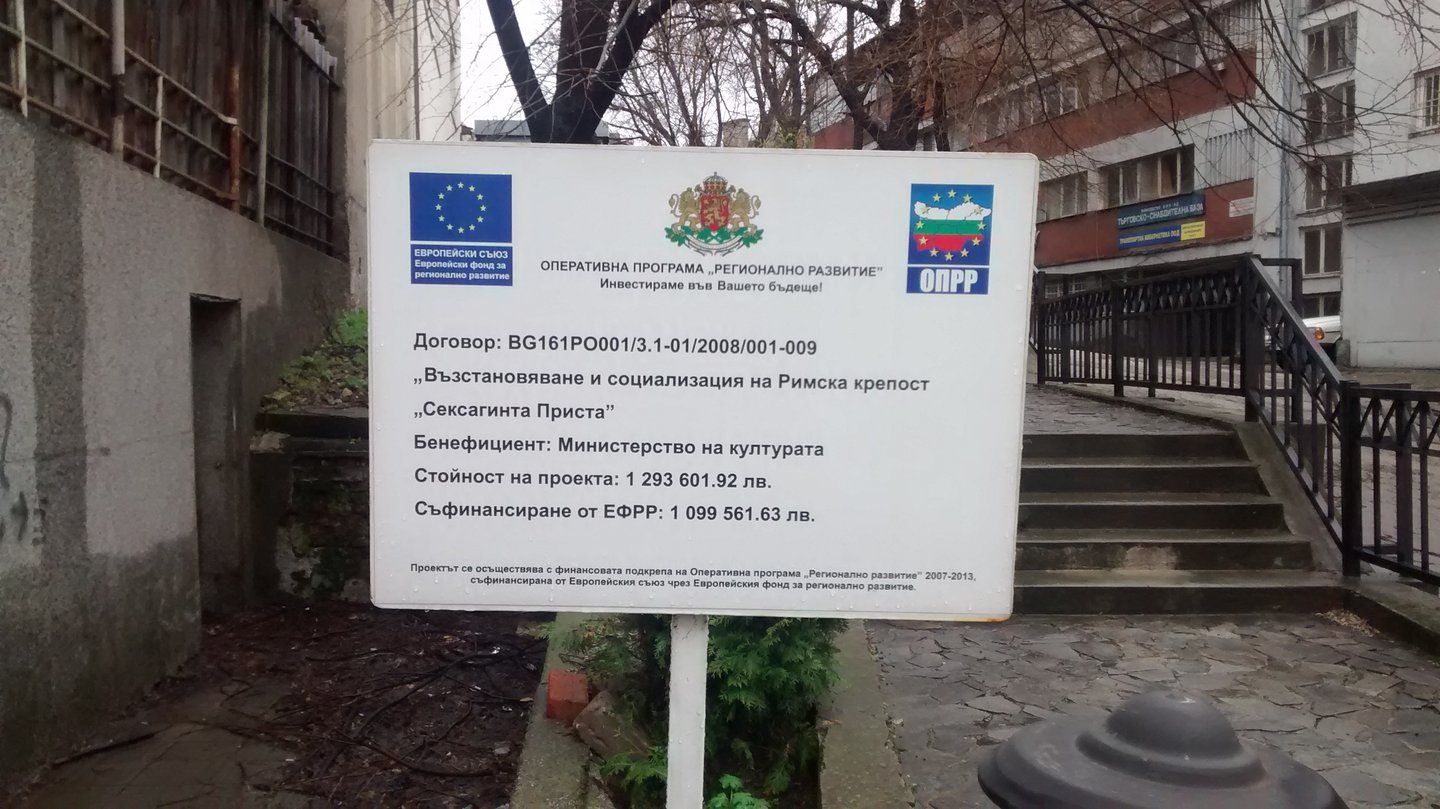 ЕВРОПЕЙСКИ СЪЮЗ
Европейски фонд за
регионално развитие
ОПЕРАТИВНА ПРОГРАМА „РЕГИОНАЛНО РАЗВИТИЕ”
Инвестираме във Вашето бъдеще!
ОПРР
Договор: BG161PO001/3.1-01/2008/001-009
„Възстановяване и социализация на Римска крепост
„Сексагинта Приста”
Бенефициент: Министерство на културата
Стойност на проекта: 1 293 601.92 лв.
Съфинансиране от ЕФРР: 1 099 561.63 лв.
Проектът се осъществява с финансовата подкрепа на Оперативна програма „Регионално развитие” 2007-2013,
съфинансирана от Европейския съюз чрез Европейския фонд за регионално развитие.
ТЪРГОВСКО-СНАБДИТЕЛНА БАЗА